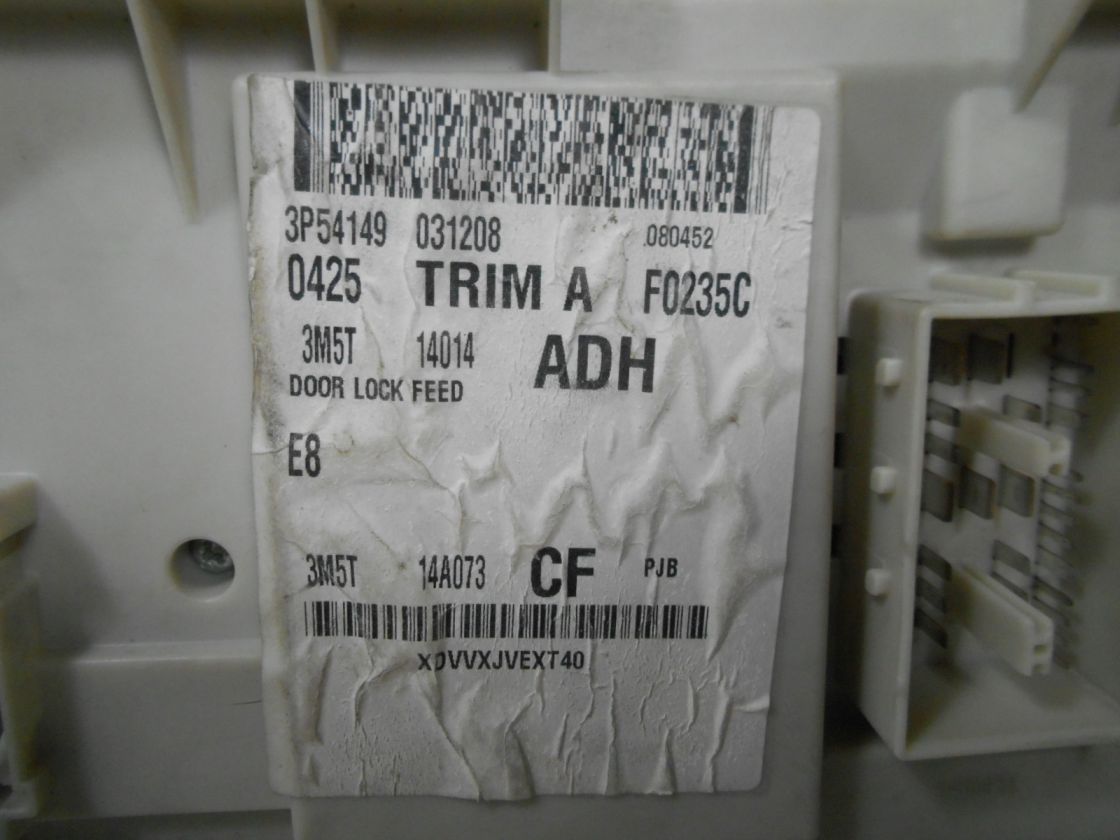 3P54149 031208 080452
0425 TRIM A F0235C
3M5T 14014 ADH
DOOR LOCK FEED
E8
3M5T 14A073 CF PJB
XDVVXJVEXT40